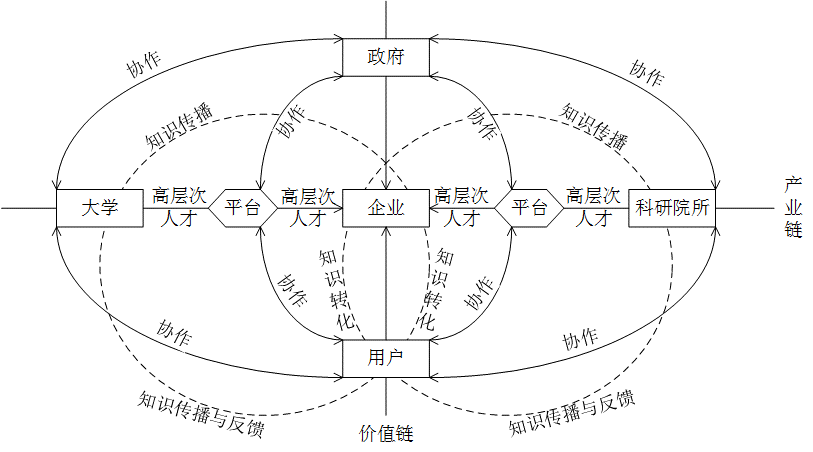 政府
协作
协作
协作
协作
知识传播
知识传播
大学
高层次
人才
平台
高层次
人才
企业
高层次
人才
平台
高层次
人才
科研院所
产
业
链
知识转化
知识转化
协作
协作
协作
协作
用户
知识传播与反馈
知识传播与反馈
价值链